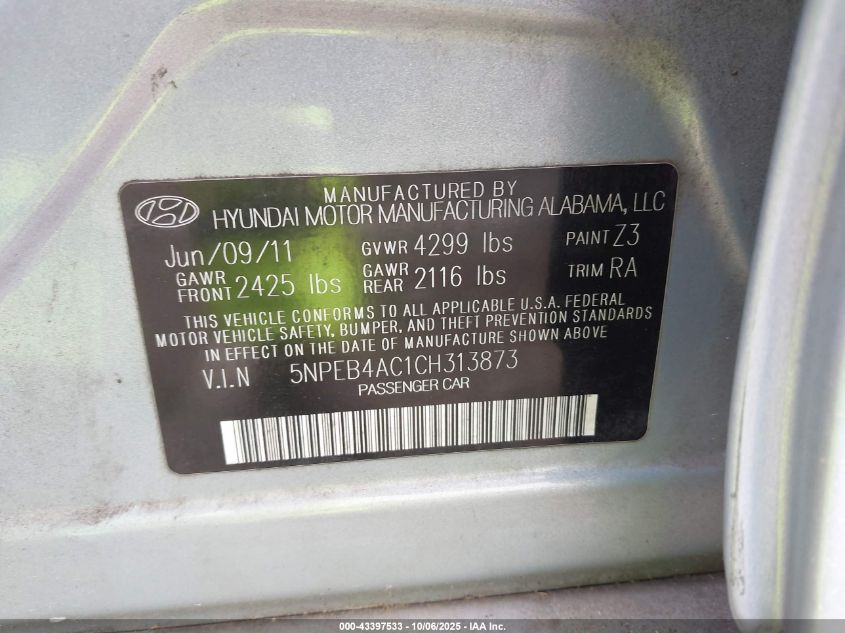 MANUFACTURED BY
HYUNDAI MOTOR MANUFACTURING ALABAMA, LLC
Jun/09/11 GVWR 4299 lbs PAINT Z3
GAWR FRONT 2425 lbs GAWR REAR 2116 lbs TRIM RA
THIS VEHICLE CONFORMS TO ALL APPLICABLE U.S.A. FEDERAL
MOTOR VEHICLE SAFETY, BUMPER, AND THEFT PREVENTION STANDARDS
IN EFFECT ON THE DATE OF MANUFACTURE SHOWN ABOVE
V.I.N 5NPEB4AC1CH313873
PASSENGER CAR
000-43397533 - 10/06/2025 - IAA Inc.